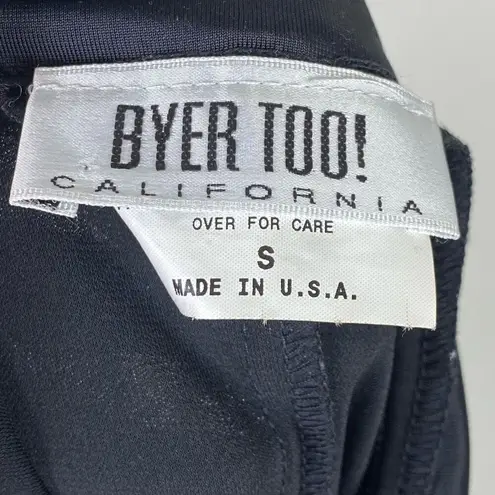 BYER TOO!
CALIFORNIA
OVER FOR CARE
S
MADE IN U.S.A.